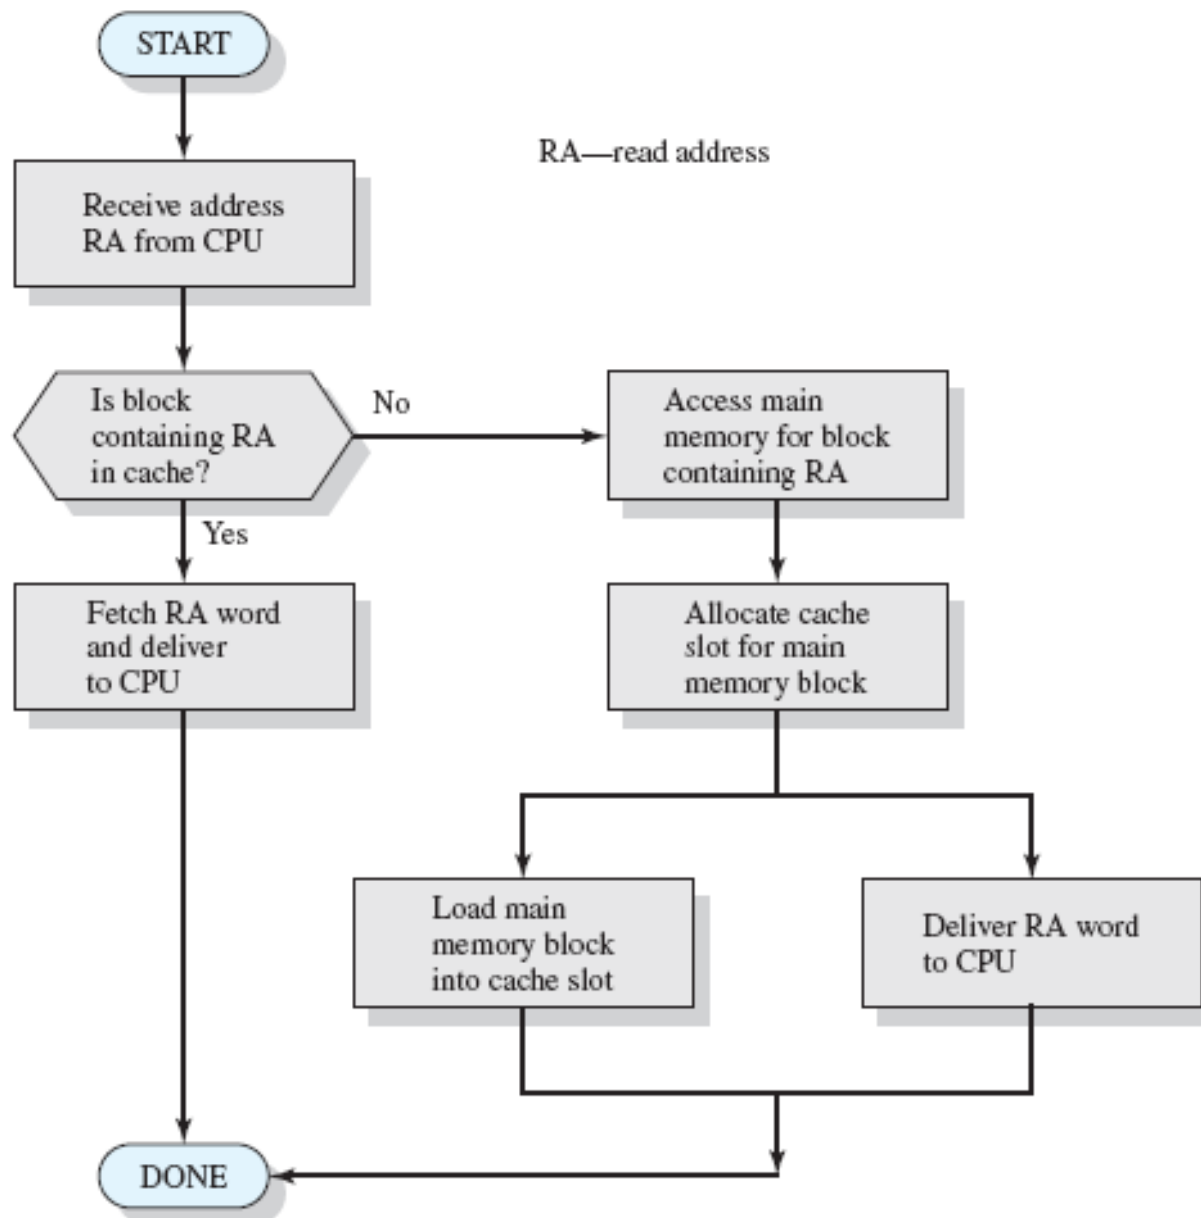 START
RA—read address
Receive address
RA from CPU
Is block
containing RA
in cache?
No
Access main
memory for block
containing RA
Yes
Fetch RA word
and deliver
to CPU
Allocate cache
slot for main
memory block
Load main
memory block
into cache slot
Deliver RA word
to CPU
DONE